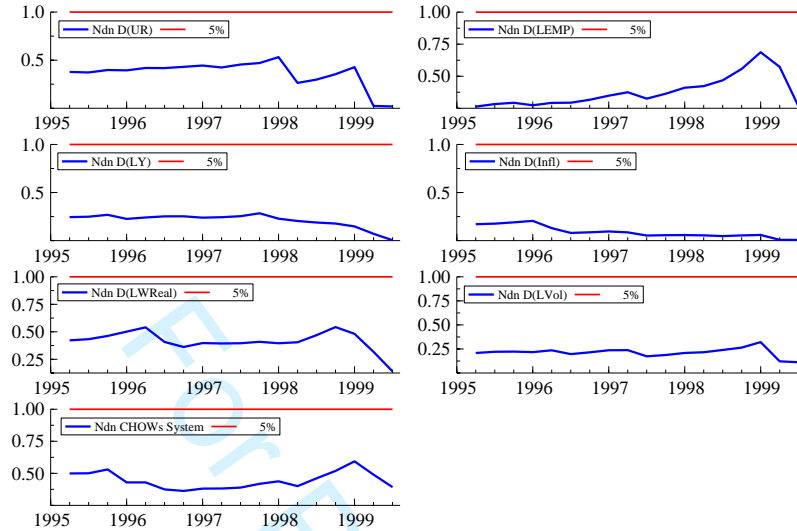 1.0
Ndn D(UR) 5%
0.5
1995 1996 1997 1998 1999
1.00
Ndn D(LEMP) 5%
0.75
0.50
1995 1996 1997 1998 1999
1.0
Ndn D(LY) 5%
0.5
1995 1996 1997 1998 1999
1.0
Ndn D(Infl) 5%
0.5
1995 1996 1997 1998 1999
1.00
Ndn D(LWReal) 5%
0.75
0.50
0.25
1995 1996 1997 1998 1999
1.00
Ndn D(LVol) 5%
0.75
0.50
0.25
1995 1996 1997 1998 1999
1.00
Ndn CHOWs System 5%
0.75
0.50
1995 1996 1997 1998 1999
For